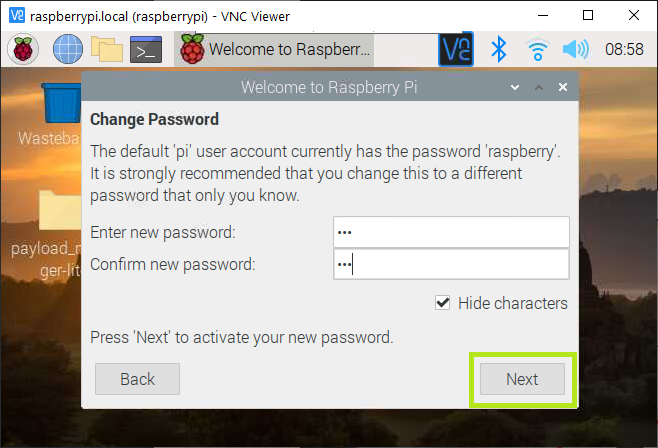 raspberrypi.local (raspberrypi) - VNC Viewer
Welcome to Raspberr...
08:58
Welcome to Raspberry Pi
Change Password
The default 'pi' user account currently has the password 'raspberry'.
It is strongly recommended that you change this to a different
password that only you know.
Enter new password: •••
Confirm new password: •••
Hide characters
Press 'Next' to activate your new password.
Back
Next
Wasteba
payload_
ger-lit